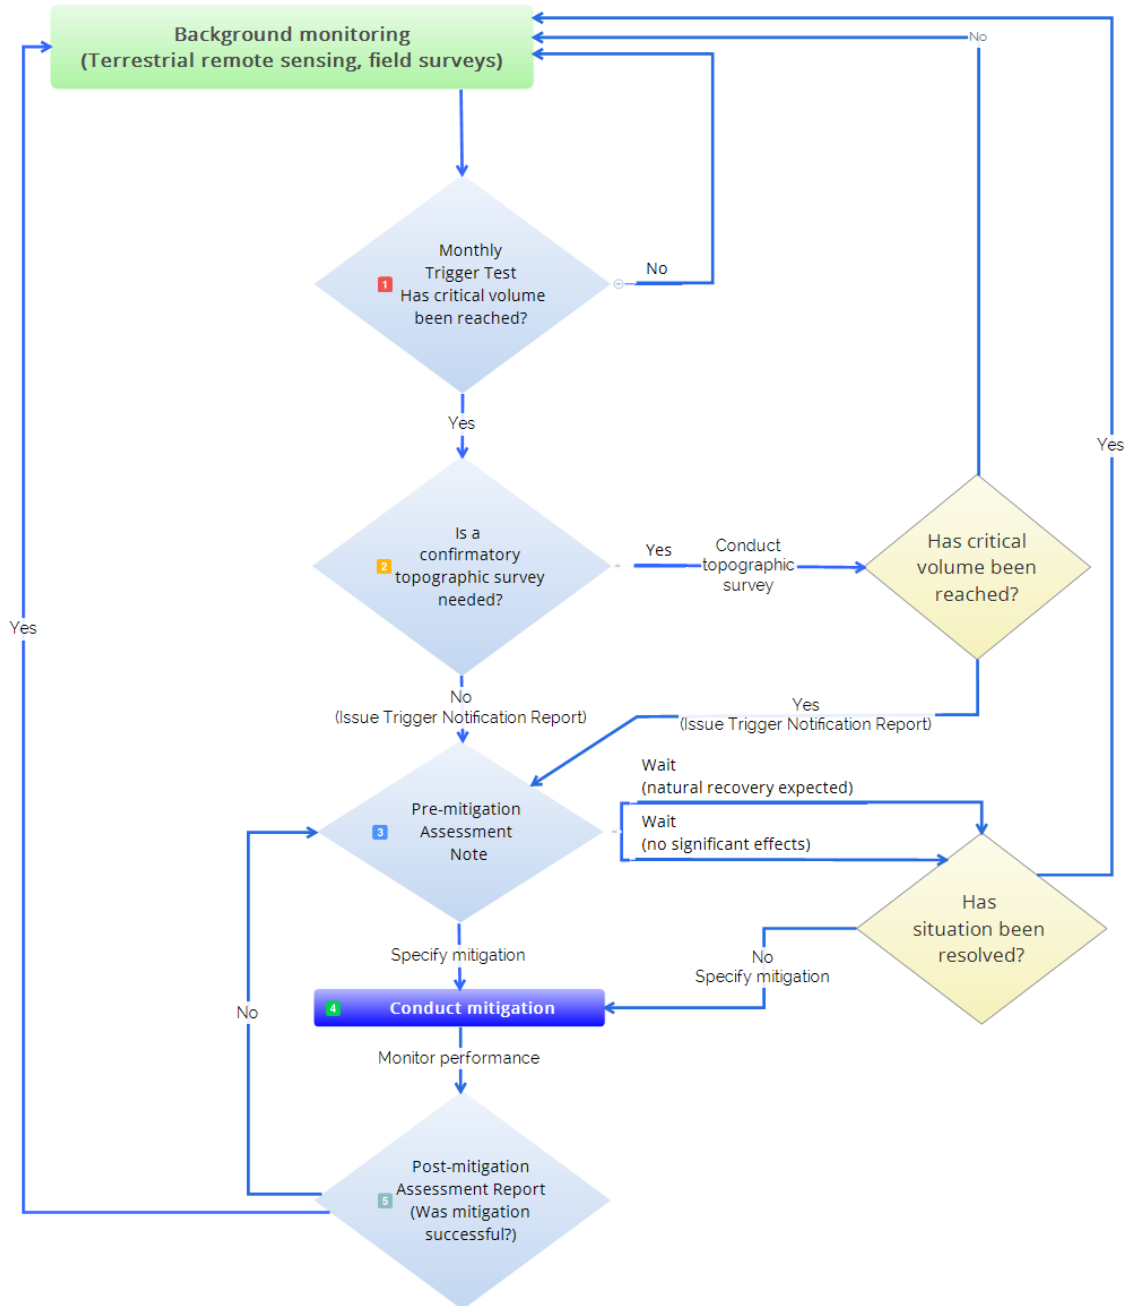 Background monitoring
(Terrestrial remote sensing, field surveys)
No
Monthly
Trigger Test
1
Has critical volume
been reached?
No
Yes
Yes
Is a
confirmatory
2
topographic survey
needed?
Yes
Conduct
topographic
survey
Has critical
volume been
reached?
Yes
No
(Issue Trigger Notification Report)
Yes
(Issue Trigger Notification Report)
Pre-mitigation
3
Assessment
Note
Wait
(natural recovery expected)
Wait
(no significant effects)
Has
situation been
resolved?
Specify mitigation
No
Specify mitigation
4
Conduct mitigation
No
Monitor performance
Post-mitigation
5
Assessment Report
(Was mitigation
successful?)